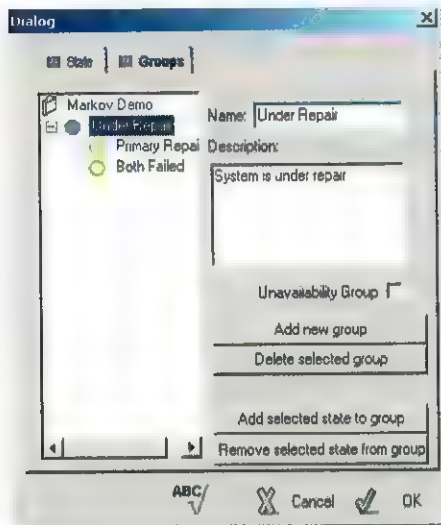 Dialog
State
Groups
Markov Demo
Under Repair
Primary Repai
Both Failed
Name: Under Repair
Description:
System is under repair
Unavailability Group
Add new group
Delete selected group
Add selected state to group
Remove selected state from group
ABC
Cancel
OK